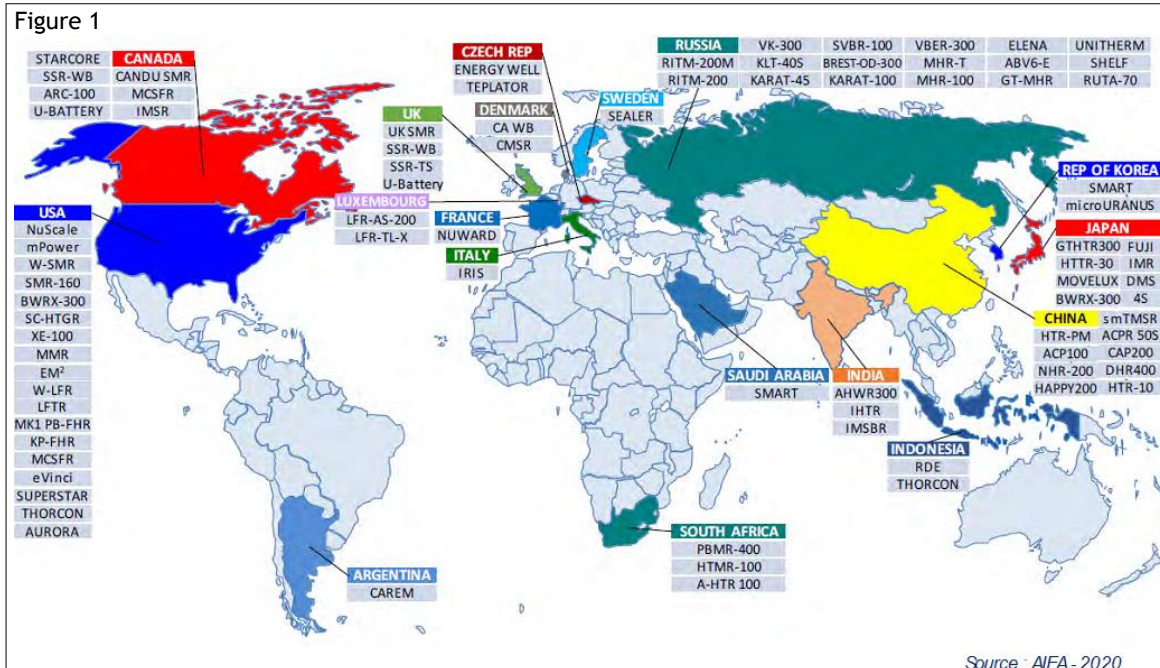 Figure 1
STARCORE CANADA
SSR-WB CANDU SMR
ARC-100 MCSFR
U-BATTERY IMSR
USA
NuScale
mPower
W-SMR
SMR-160
BWRX-300
SC-HTGR
XE-100
MMR
EM²
W-LFR
LFTR
MK1 PB-FHR
KP-FHR
MCSFR
eVinci
SUPERSTAR
THORCON
AURORA
ARGENTINA
CAREM
UK
UK SMR
SSR-WB
SSR-TS
U-Battery
LUXEMBOURG
LFR-AS-200
LFR-TL-X
FRANCE
NUWARD
ITALY
IRIS
CZECH REP
ENERGY WELL
TEPLATOR
DENMARK
CA WB
CMSR
SWEDEN
SEALER
RUSSIA VK-300 SVBR-100 VBER-300 ELENA UNITHERM
RITM-200M KLT-40S BREST-OD-300 MHR-T ABV6-E SHELF
RITM-200 KARAT-45 KARAT-100 MHR-100 GT-MHR RUTA-70
REP OF KOREA
SMART
microURANUS
JAPAN
GTHTR300 FUJI
HTTR-30 IMR
MOVELUX DMS
BWRX-300 4S
CHINA smTMSR
HTR-PM ACPR 50S
ACP100 CAP200
NHR-200 DHR400
HAPPY200 HTR-10
SAUDI ARABIA
SMART
INDIA
AHWR300
IHTR
IMSBR
INDONESIA
RDE
THORCON
SOUTH AFRICA
PBMR-400
HTMR-100
A-HTR 100
Source : AIEA - 2020